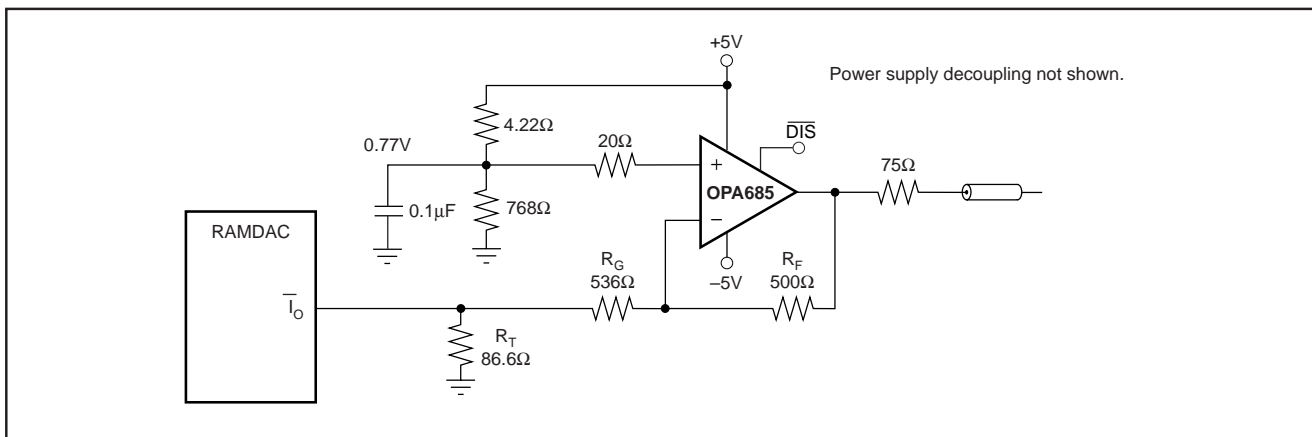 +5V
Power supply decoupling not shown.
4.22Ω
DIS
0.77V
20Ω
75Ω
+
OPA685
−
0.1µF
768Ω
RAMDAC
R_G
536Ω
−5V
R_F
500Ω
I_O
R_T
86.6Ω